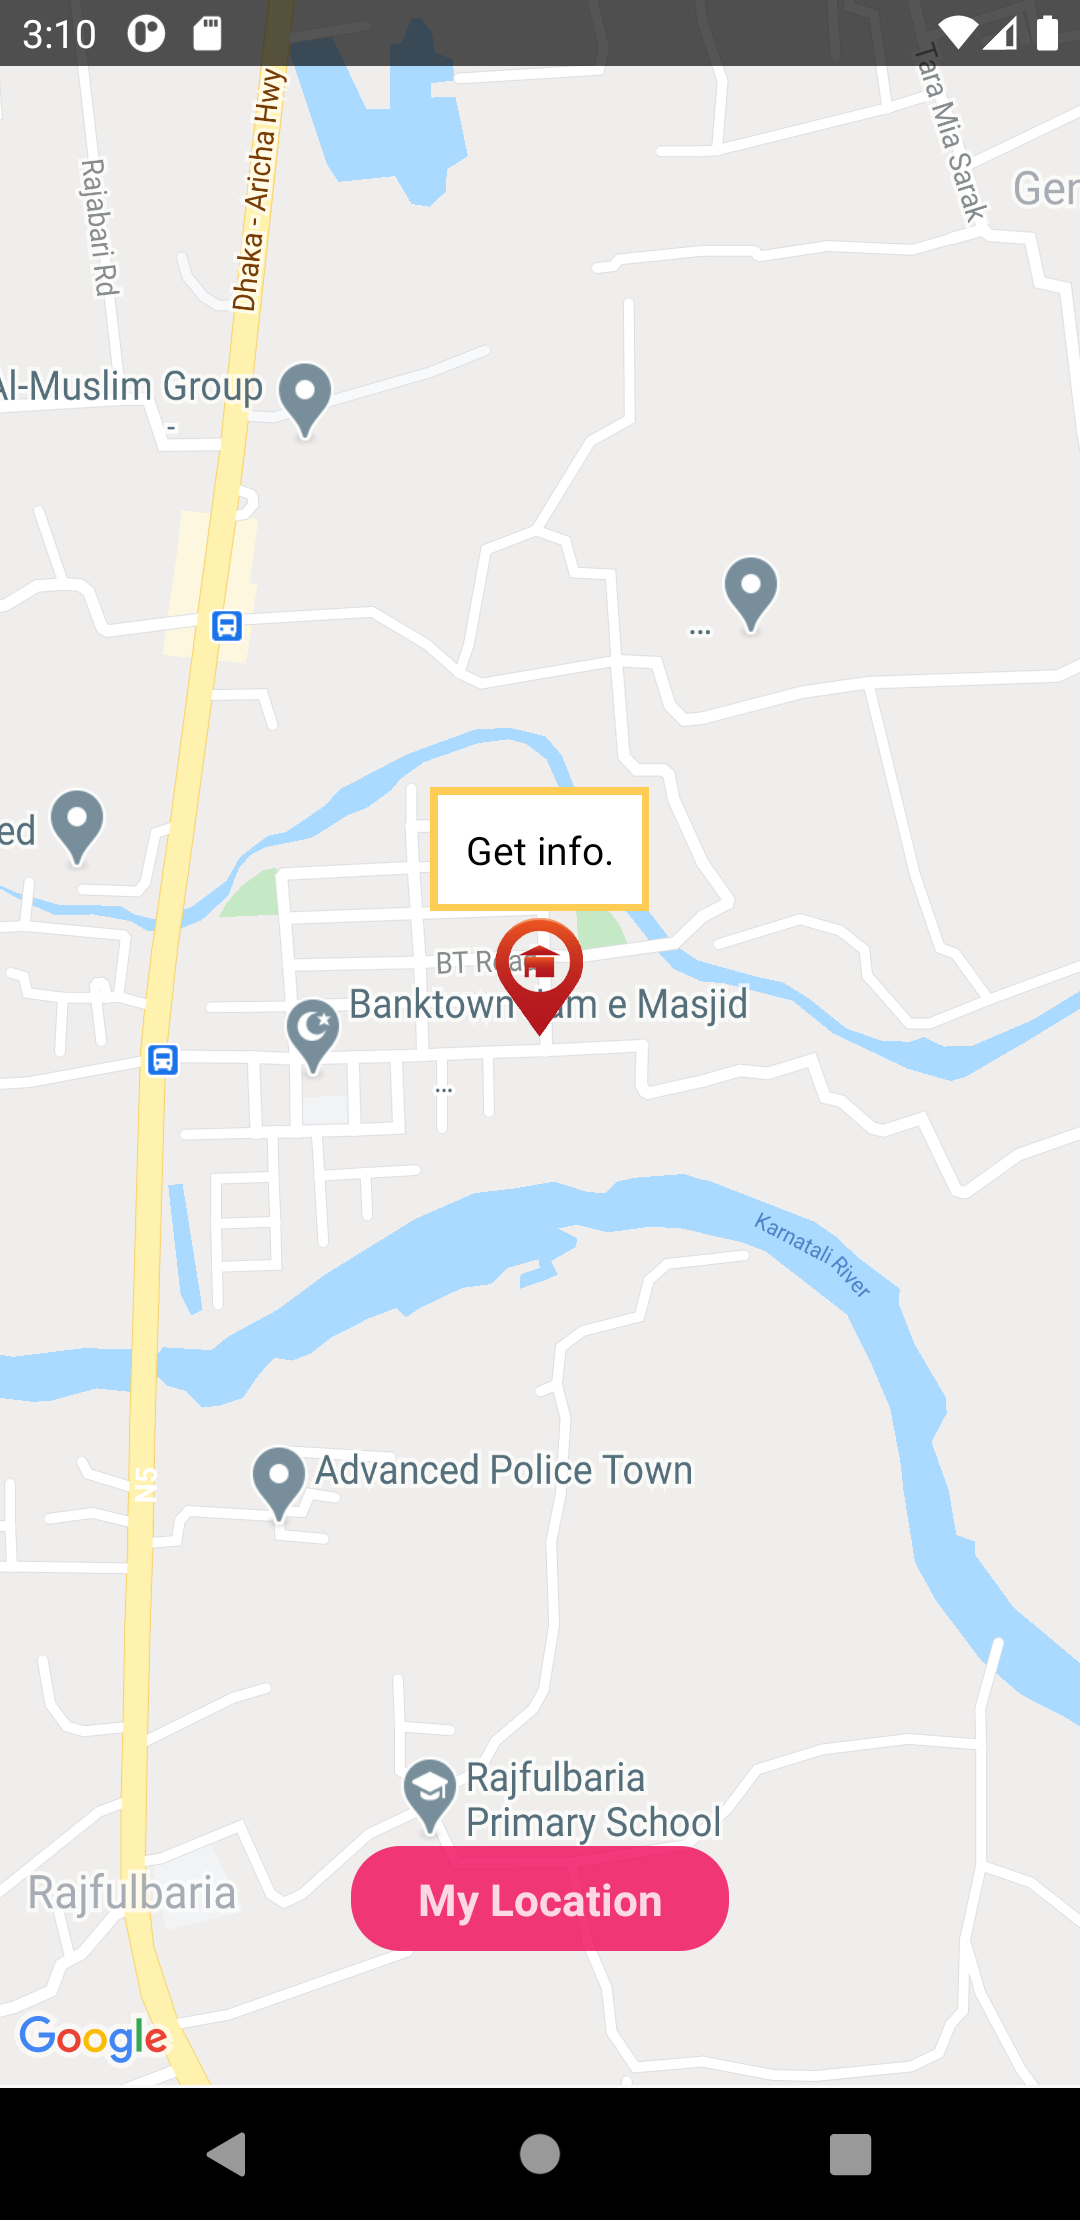 3:10
Tara Mia Sarak
Dhaka - Aricha Hwy
Rajabari Rd
Al-Muslim Group
-
...
ed
Get info.
BT
Banktown
e Masjid
...
Karnatali River
Advanced Police Town
N5
Rajfulbaria
Primary School
Rajfulbaria
My Location
Google